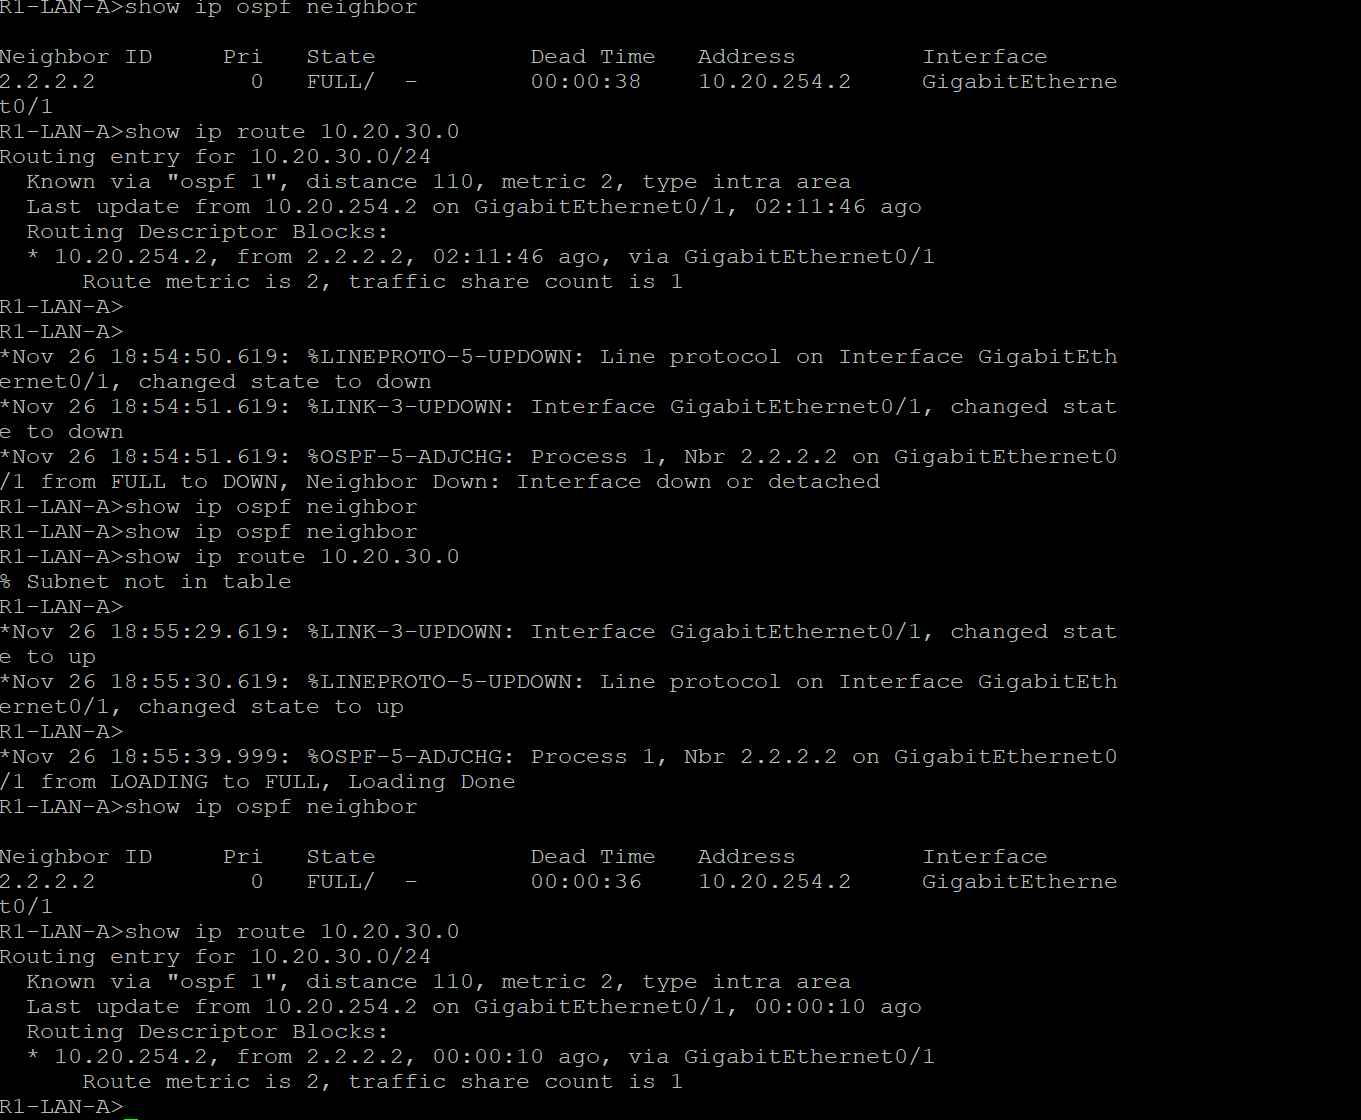 R1-LAN-A>show ip ospf neighbor
Neighbor ID     Pri   State           Dead Time   Address         Interface
2.2.2.2           0   FULL/  -        00:00:38    10.20.254.2     GigabitEtherne
t0/1
R1-LAN-A>show ip route 10.20.30.0
Routing entry for 10.20.30.0/24
  Known via "ospf 1", distance 110, metric 2, type intra area
  Last update from 10.20.254.2 on GigabitEthernet0/1, 02:11:46 ago
  Routing Descriptor Blocks:
  * 10.20.254.2, from 2.2.2.2, 02:11:46 ago, via GigabitEthernet0/1
      Route metric is 2, traffic share count is 1
R1-LAN-A>
R1-LAN-A>
*Nov 26 18:54:50.619: %LINEPROTO-5-UPDOWN: Line protocol on Interface GigabitEth
ernet0/1, changed state to down
*Nov 26 18:54:51.619: %LINK-3-UPDOWN: Interface GigabitEthernet0/1, changed stat
e to down
*Nov 26 18:54:51.619: %OSPF-5-ADJCHG: Process 1, Nbr 2.2.2.2 on GigabitEthernet0
/1 from FULL to DOWN, Neighbor Down: Interface down or detached
R1-LAN-A>show ip ospf neighbor
R1-LAN-A>show ip ospf neighbor
R1-LAN-A>show ip route 10.20.30.0
% Subnet not in table
R1-LAN-A>
*Nov 26 18:55:29.619: %LINK-3-UPDOWN: Interface GigabitEthernet0/1, changed stat
e to up
*Nov 26 18:55:30.619: %LINEPROTO-5-UPDOWN: Line protocol on Interface GigabitEth
ernet0/1, changed state to up
R1-LAN-A>
*Nov 26 18:55:39.999: %OSPF-5-ADJCHG: Process 1, Nbr 2.2.2.2 on GigabitEthernet0
/1 from LOADING to FULL, Loading Done
R1-LAN-A>show ip ospf neighbor
Neighbor ID     Pri   State           Dead Time   Address         Interface
2.2.2.2           0   FULL/  -        00:00:36    10.20.254.2     GigabitEtherne
t0/1
R1-LAN-A>show ip route 10.20.30.0
Routing entry for 10.20.30.0/24
  Known via "ospf 1", distance 110, metric 2, type intra area
  Last update from 10.20.254.2 on GigabitEthernet0/1, 00:00:10 ago
  Routing Descriptor Blocks:
  * 10.20.254.2, from 2.2.2.2, 00:00:10 ago, via GigabitEthernet0/1
      Route metric is 2, traffic share count is 1
R1-LAN-A>